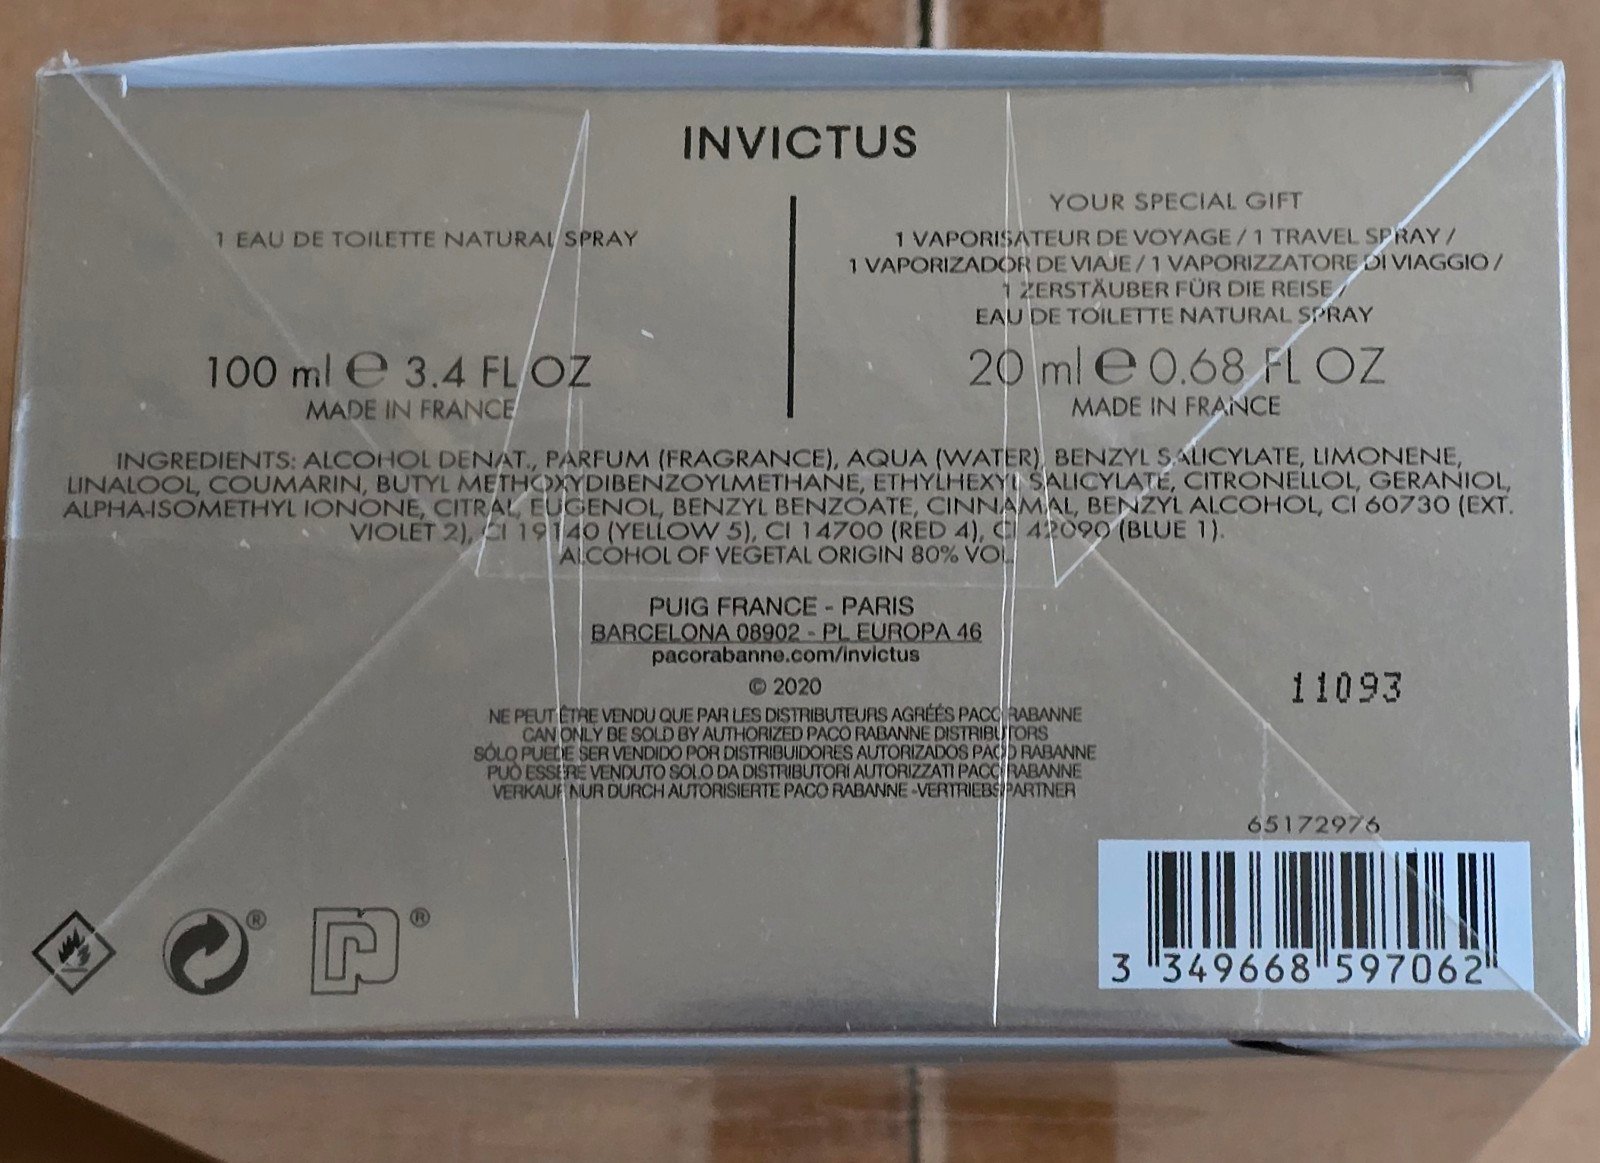 INVICTUS
1 EAU DE TOILETTE NATURAL SPRAY
100 ml ℮ 3.4 FL OZ
MADE IN FRANCE
YOUR SPECIAL GIFT
1 VAPORISATEUR DE VOYAGE / 1 TRAVEL SPRAY /
1 VAPORIZADOR DE VIAJE / 1 VAPORIZZATORE DI VIAGGIO /
1 ZERSTÄUBER FÜR DIE REISE /
EAU DE TOILETTE NATURAL SPRAY
20 ml ℮ 0.68 FL OZ
MADE IN FRANCE
INGREDIENTS: ALCOHOL DENAT., PARFUM (FRAGRANCE), AQUA (WATER), BENZYL SALICYLATE, LIMONENE,
LINALOOL, COUMARIN, BUTYL METHOXYDIBENZOYLMETHANE, ETHYLHEXYL SALICYLATE, CITRONELLOL, GERANIOL,
ALPHA-ISOMETHYL IONONE, CITRAL, EUGENOL, BENZYL BENZOATE, CINNAMAL, BENZYL ALCOHOL, CI 60730 (EXT.
VIOLET 2), CI 19140 (YELLOW 5), CI 14700 (RED 4), CI 42090 (BLUE 1).
ALCOHOL OF VEGETAL ORIGIN 80% VOL.
PUIG FRANCE - PARIS
BARCELONA 08902 - PL EUROPA 46
pacorabanne.com/invictus
© 2020
NE PEUT ÊTRE VENDU QUE PAR LES DISTRIBUTEURS AGRÉÉS PACO RABANNE
CAN ONLY BE SOLD BY AUTHORIZED PACO RABANNE DISTRIBUTORS
SÓLO PUEDE SER VENDIDO POR DISTRIBUIDORES AUTORIZADOS PACO RABANNE
PUÒ ESSERE VENDUTO SOLO DA DISTRIBUTORI AUTORIZZATI PACO RABANNE
VERKAUF NUR DURCH AUTORISIERTE PACO RABANNE -VERTRIEBSPARTNER
11093
65172976
3 349668 597062
® ®